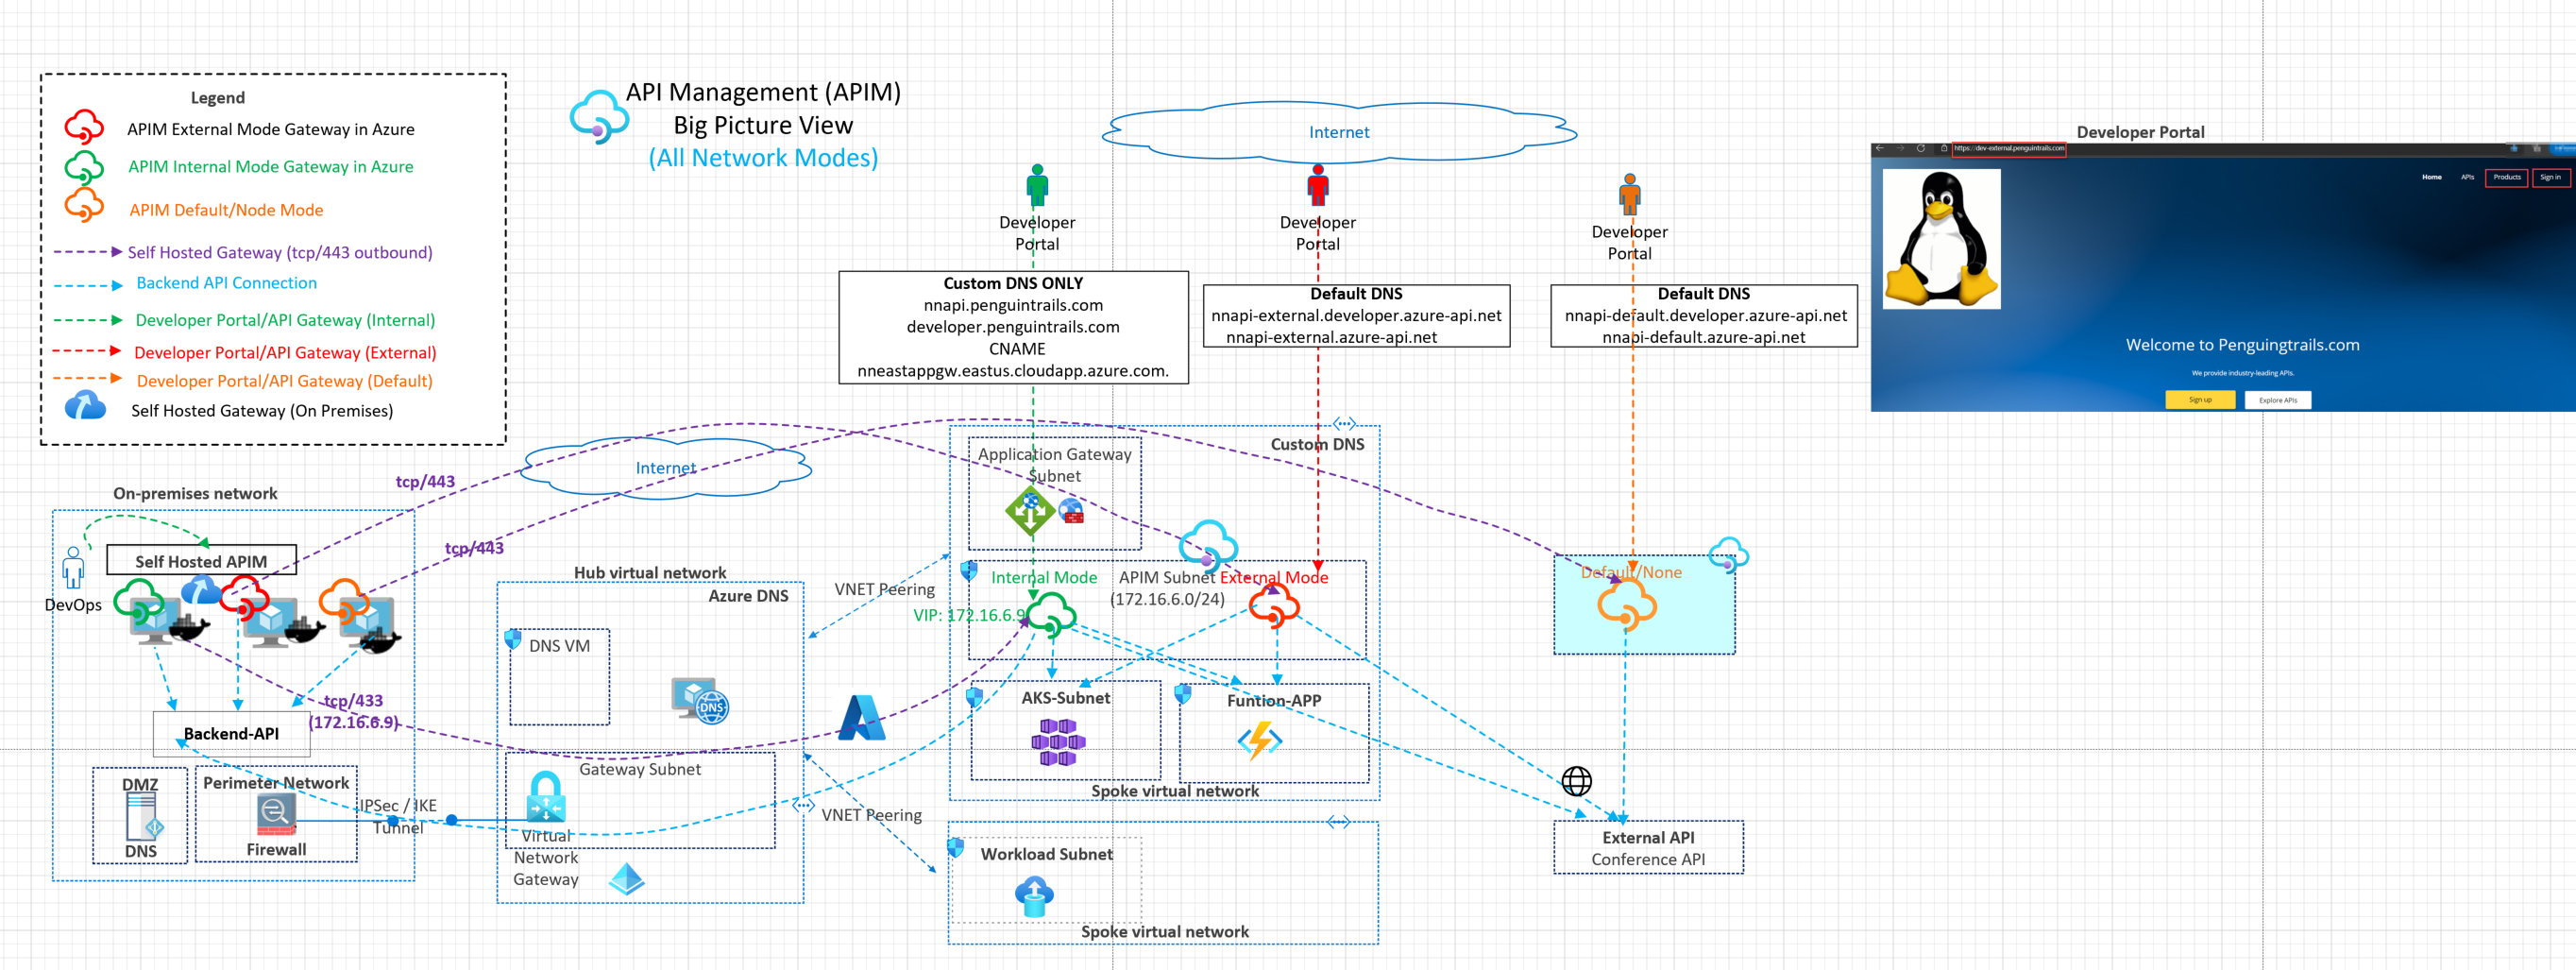 Legend
APIM External Mode Gateway in Azure
APIM Internal Mode Gateway in Azure
APIM Default/Node Mode
Self Hosted Gateway (tcp/443 outbound)
Backend API Connection
Developer Portal/API Gateway (Internal)
Developer Portal/API Gateway (External)
Developer Portal/API Gateway (Default)
Self Hosted Gateway (On Premises)
API Management (APIM)
Big Picture View
(All Network Modes)
Internet
Developer
Portal
Developer
Portal
Developer
Portal
Custom DNS ONLY
nnapi.penguintrails.com
developer.penguintrails.com
CNAME
nneastappgw.eastus.cloudapp.azure.com.
Default DNS
nnapi-external.developer.azure-api.net
nnapi-external.azure-api.net
Default DNS
nnapi-default.developer.azure-api.net
nnapi-default.azure-api.net
Developer Portal
https://dev-external.penguintrails.com
Home
APIs
Products
Sign in
Welcome to Penguingtrails.com
We provide industry-leading APIs.
Sign up
Explore APIs
Internet
tcp/443
tcp/443
On-premises network
Self Hosted APIM
DevOps
tcp/433
(172.16.6.9)
Backend-API
DMZ
DNS
Perimeter Network
Firewall
IPSec / IKE
Tunnel
Hub virtual network
Azure DNS
DNS VM
DNS
Gateway Subnet
Virtual
Network
Gateway
VNET Peering
VNET Peering
Custom DNS
Application Gateway
Subnet
Internal Mode
APIM Subnet
(172.16.6.0/24)
External Mode
VIP: 172.16.6.9
AKS-Subnet
Funtion-APP
Spoke virtual network
Workload Subnet
Spoke virtual network
Default/None
External API
Conference API